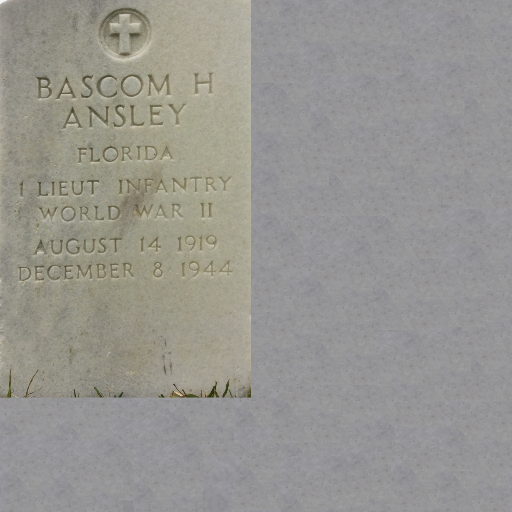 BASCOM H
ANSLEY
FLORIDA
1 LIEUT INFANTRY
WORLD WAR II
AUGUST 14 1919
DECEMBER 8 1944